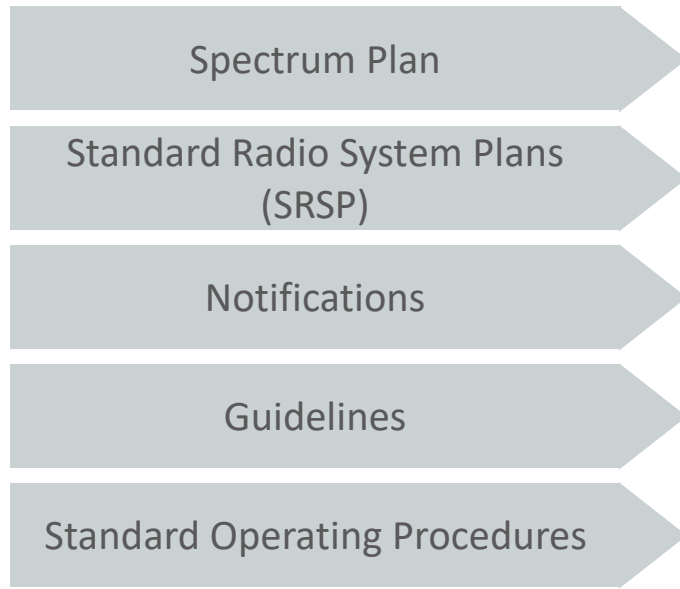 Spectrum Plan
Standard Radio System Plans
(SRSP)
Notifications
Guidelines
Standard Operating Procedures